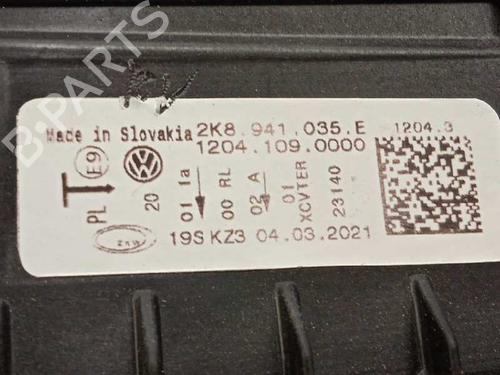 B-PARTS
Made in Slovakia 2K8.941.035.E
1204.109.0000
1204.3
E9
PL
20
01 1a
00 RL
02 A
01
XCVTER
23140
ZKW
19S KZ3 04.03.2021